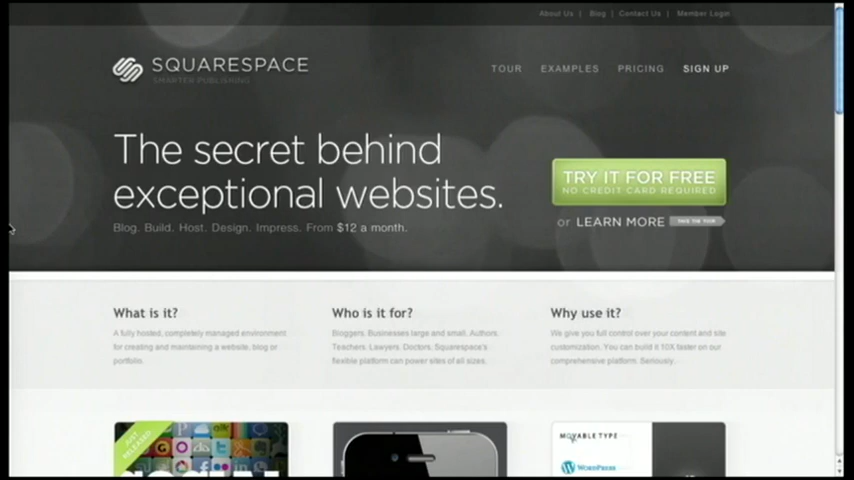 About Us | Blog | Contact Us | Member Login
SQUARESPACE
SMARTER PUBLISHING
TOUR EXAMPLES PRICING SIGN UP
The secret behind
exceptional websites.
Blog. Build. Host. Design. Impress. From $12 a month.
TRY IT FOR FREE
NO CREDIT CARD REQUIRED
or LEARN MORE TAKE THE TOUR
What is it?
A fully hosted, completely managed environment
for creating and maintaining a website, blog or
portfolio.
Who is it for?
Bloggers. Businesses large and small. Authors.
Teachers. Lawyers. Doctors. Squarespace's
flexible platform can power sites of all sizes.
Why use it?
We give you full control over your content and site
customization. You can build it 10X faster on our
comprehensive platform. Seriously.
JUST
RELEASED
MOVABLE TYPE
WORDPRESS